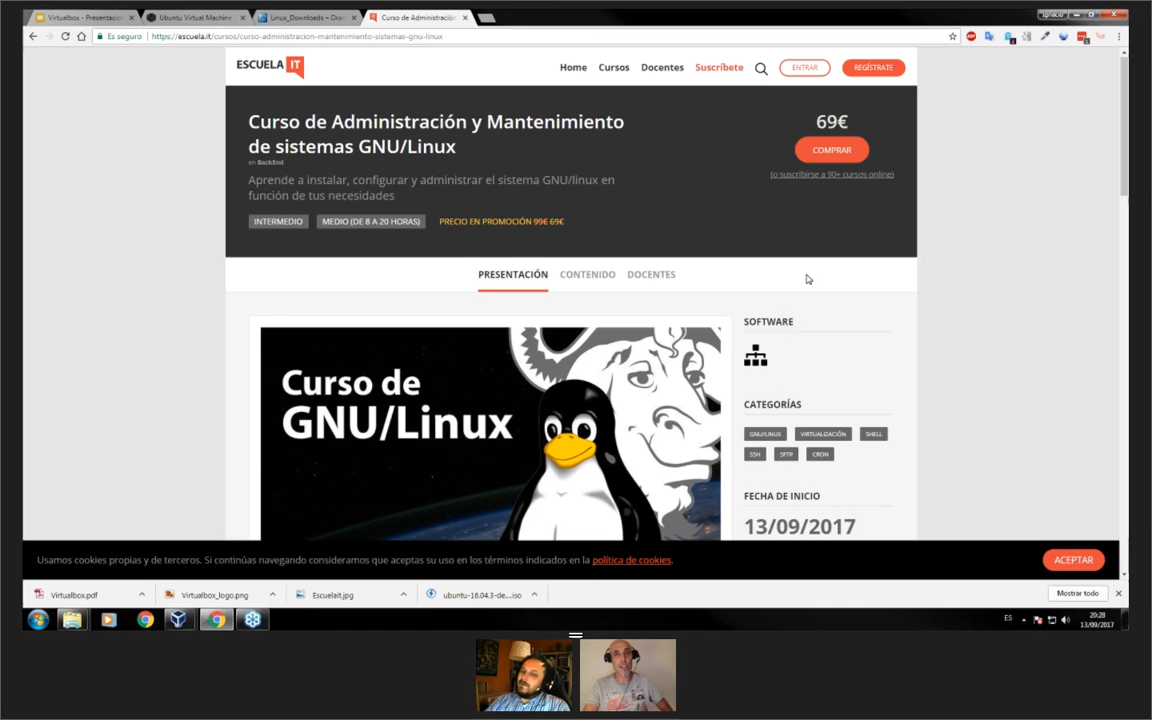 Virtualbox - Presentacio
Ubuntu Virtual Machine
Linux_Downloads – Orac
Curso de Administración
Ignacio
Es seguro
https://escuela.it/cursos/curso-administracion-mantenimiento-sistemas-gnu-linux
ESCUELA IT
Home
Cursos
Docentes
Suscríbete
ENTRAR
REGÍSTRATE
Curso de Administración y Mantenimiento
de sistemas GNU/Linux
en BackEnd
Aprende a instalar, configurar y administrar el sistema GNU/linux en
función de tus necesidades
INTERMEDIO
MEDIO (DE 8 A 20 HORAS)
PRECIO EN PROMOCIÓN 99€ 69€
69€
COMPRAR
(o suscribirse a 90+ cursos online)
PRESENTACIÓN
CONTENIDO
DOCENTES
Curso de
GNU/Linux
SOFTWARE
CATEGORÍAS
GNU/LINUX
VIRTUALIZACIÓN
SHELL
SSH
SFTP
CRON
FECHA DE INICIO
13/09/2017
Usamos cookies propias y de terceros. Si continúas navegando consideramos que aceptas su uso en los términos indicados en la política de cookies.
ACEPTAR
Virtualbox.pdf
Virtualbox_logo.png
Escuelait.jpg
ubuntu-16.04.3-de....iso
Mostrar todo
ES
20:28
13/09/2017